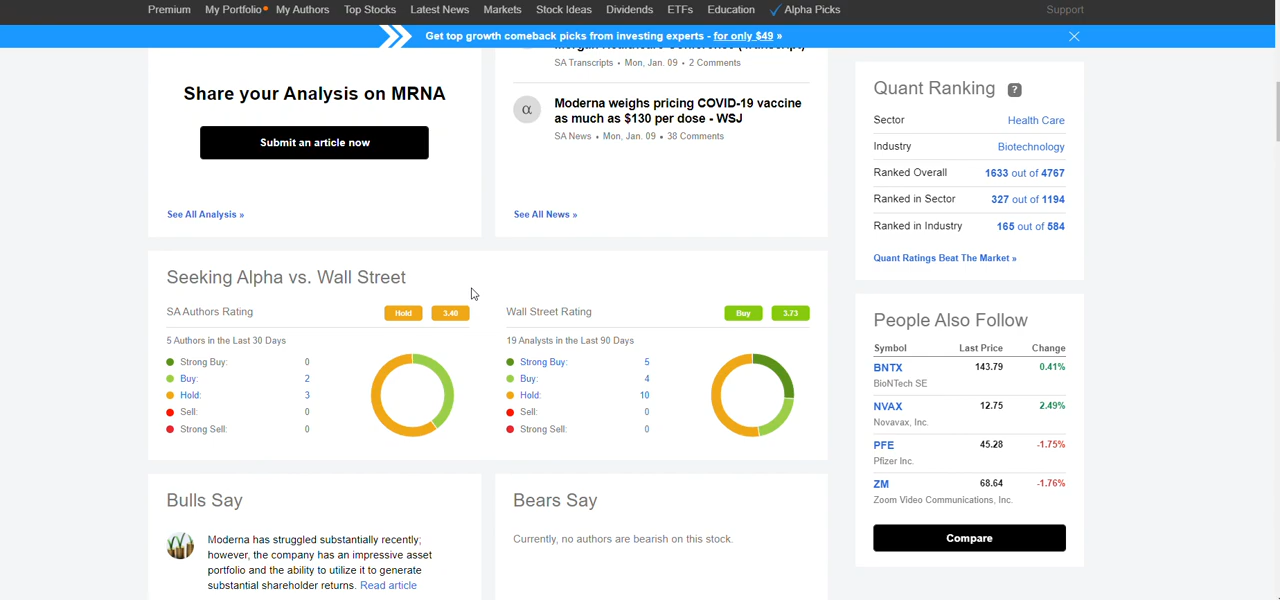 Premium My Portfolio My Authors Top Stocks Latest News Markets Stock Ideas Dividends ETFs Education Alpha Picks Support
Get top growth comeback picks from investing experts - for only $49 »
Share your Analysis on MRNA
Submit an article now
See All Analysis »
Morgan Healthcare Conference (Transcript)
SA Transcripts • Mon, Jan. 09 • 2 Comments
α
Moderna weighs pricing COVID-19 vaccine
as much as $130 per dose - WSJ
SA News • Mon, Jan. 09 • 38 Comments
See All News »
Quant Ranking ?
Sector Health Care
Industry Biotechnology
Ranked Overall 1633 out of 4767
Ranked in Sector 327 out of 1194
Ranked in Industry 165 out of 584
Quant Ratings Beat The Market »
Seeking Alpha vs. Wall Street
SA Authors Rating Hold 3.40
5 Authors in the Last 30 Days
Strong Buy: 0
Buy: 2
Hold: 3
Sell: 0
Strong Sell: 0
Wall Street Rating Buy 3.73
19 Analysts in the Last 90 Days
Strong Buy: 5
Buy: 4
Hold: 10
Sell: 0
Strong Sell: 0
People Also Follow
Symbol Last Price Change
BNTX 143.79 0.41%
BioNTech SE
NVAX 12.75 2.49%
Novavax, Inc.
PFE 45.28 -1.75%
Pfizer Inc.
ZM 68.64 -1.76%
Zoom Video Communications, Inc.
Compare
Bulls Say
Moderna has struggled substantially recently;
however, the company has an impressive asset
portfolio and the ability to utilize it to generate
substantial shareholder returns. Read article
Bears Say
Currently, no authors are bearish on this stock.